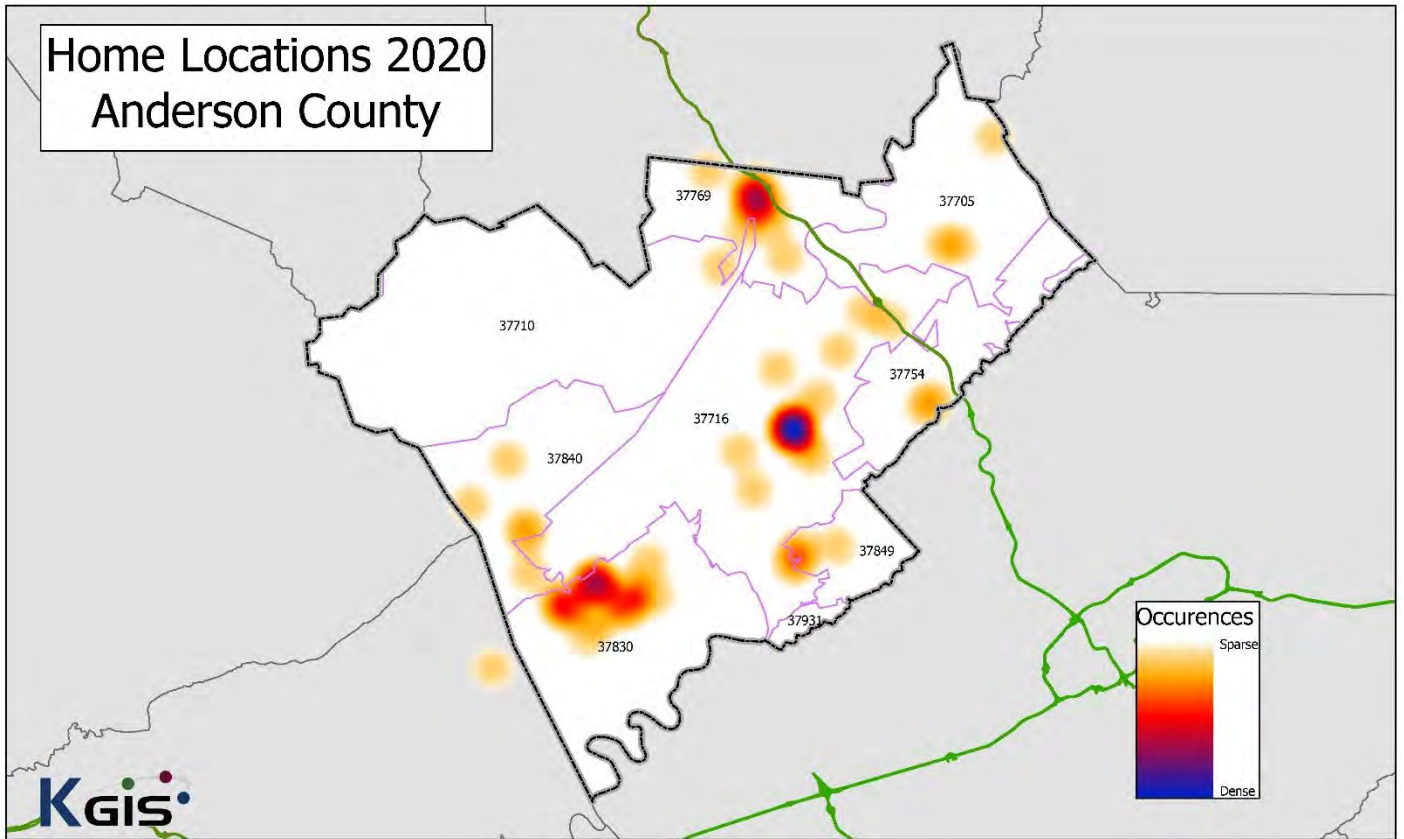 Home Locations 2020
Anderson County
37769
37705
37710
37754
37716
37840
37849
37931
37830
Occurences
Sparse
Dense
KGIS